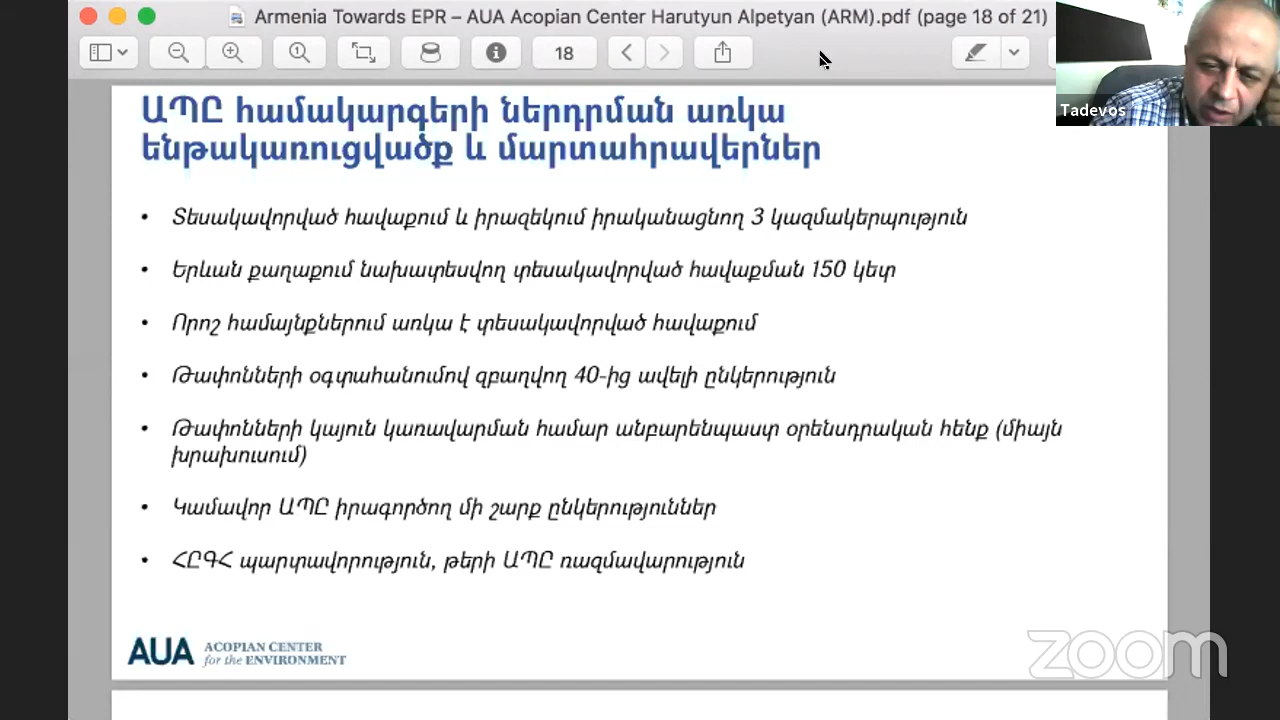 Armenia Towards EPR – AUA Acopian Center Harutyun Alpetyan (ARM).pdf (page 18 of 21)
18
Tadevos
ԱՊԸ համակարգերի ներդրման առկա
ենթակառուցվածք և մարտահրավերներ
• Տեսակավորված հավաքում և իրազեկում իրականացնող 3 կազմակերպություն
• Երևան քաղաքում նախատեսվող տեսակավորված հավաքման 150 կետ
• Որոշ համայնքներում առկա է տեսակավորված հավաքում
• Թափոնների օգտահանումով զբաղվող 40-ից ավելի ընկերություն
• Թափոնների կայուն կառավարման համար անբարենպաստ օրենսդրական հենք (միայն
խրախուսում)
• Կամավոր ԱՊԸ իրագործող մի շարք ընկերություններ
• ՀԸԳՀ պարտավորություն, թերի ԱՊԸ ռազմավարություն
AUA ACOPIAN CENTER
for the ENVIRONMENT
zoom